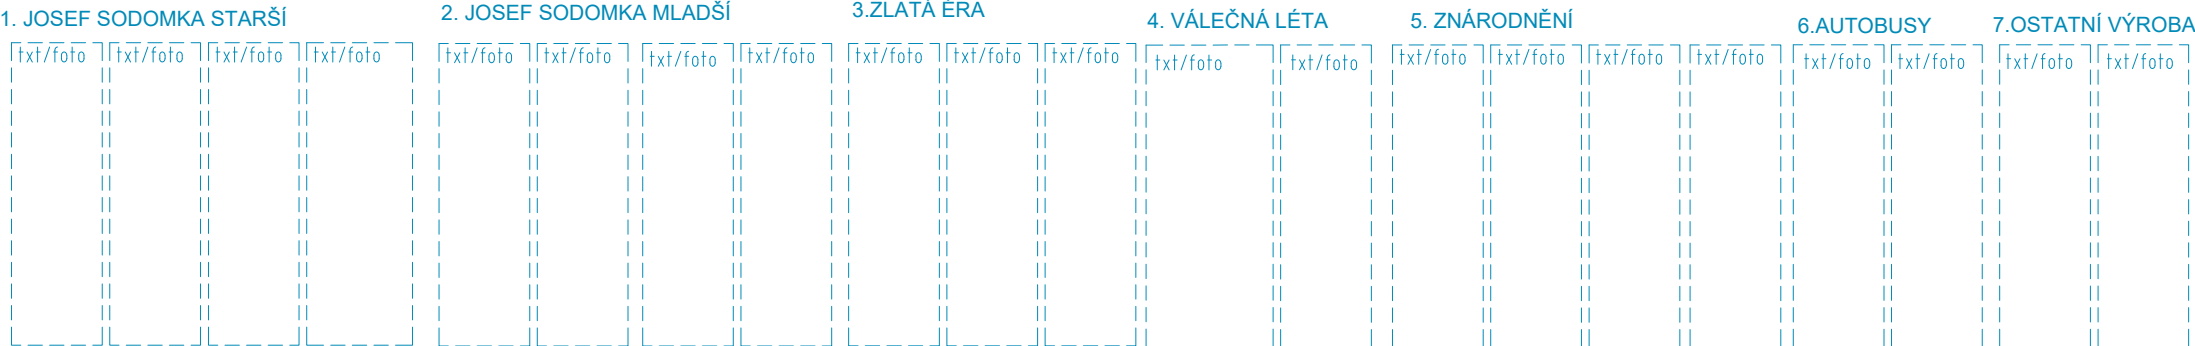 1. JOSEF SODOMKA STARŠÍ
txt/foto txt/foto txt/foto txt/foto
2. JOSEF SODOMKA MLADŠÍ
txt/foto txt/foto txt/foto txt/foto
3.ZLATÁ ÉRA
txt/foto txt/foto txt/foto
4. VÁLEČNÁ LÉTA
txt/foto txt/foto
5. ZNÁRODNĚNÍ
txt/foto txt/foto txt/foto txt/foto
6.AUTOBUSY
txt/foto txt/foto
7.OSTATNÍ VÝROBA
txt/foto txt/foto